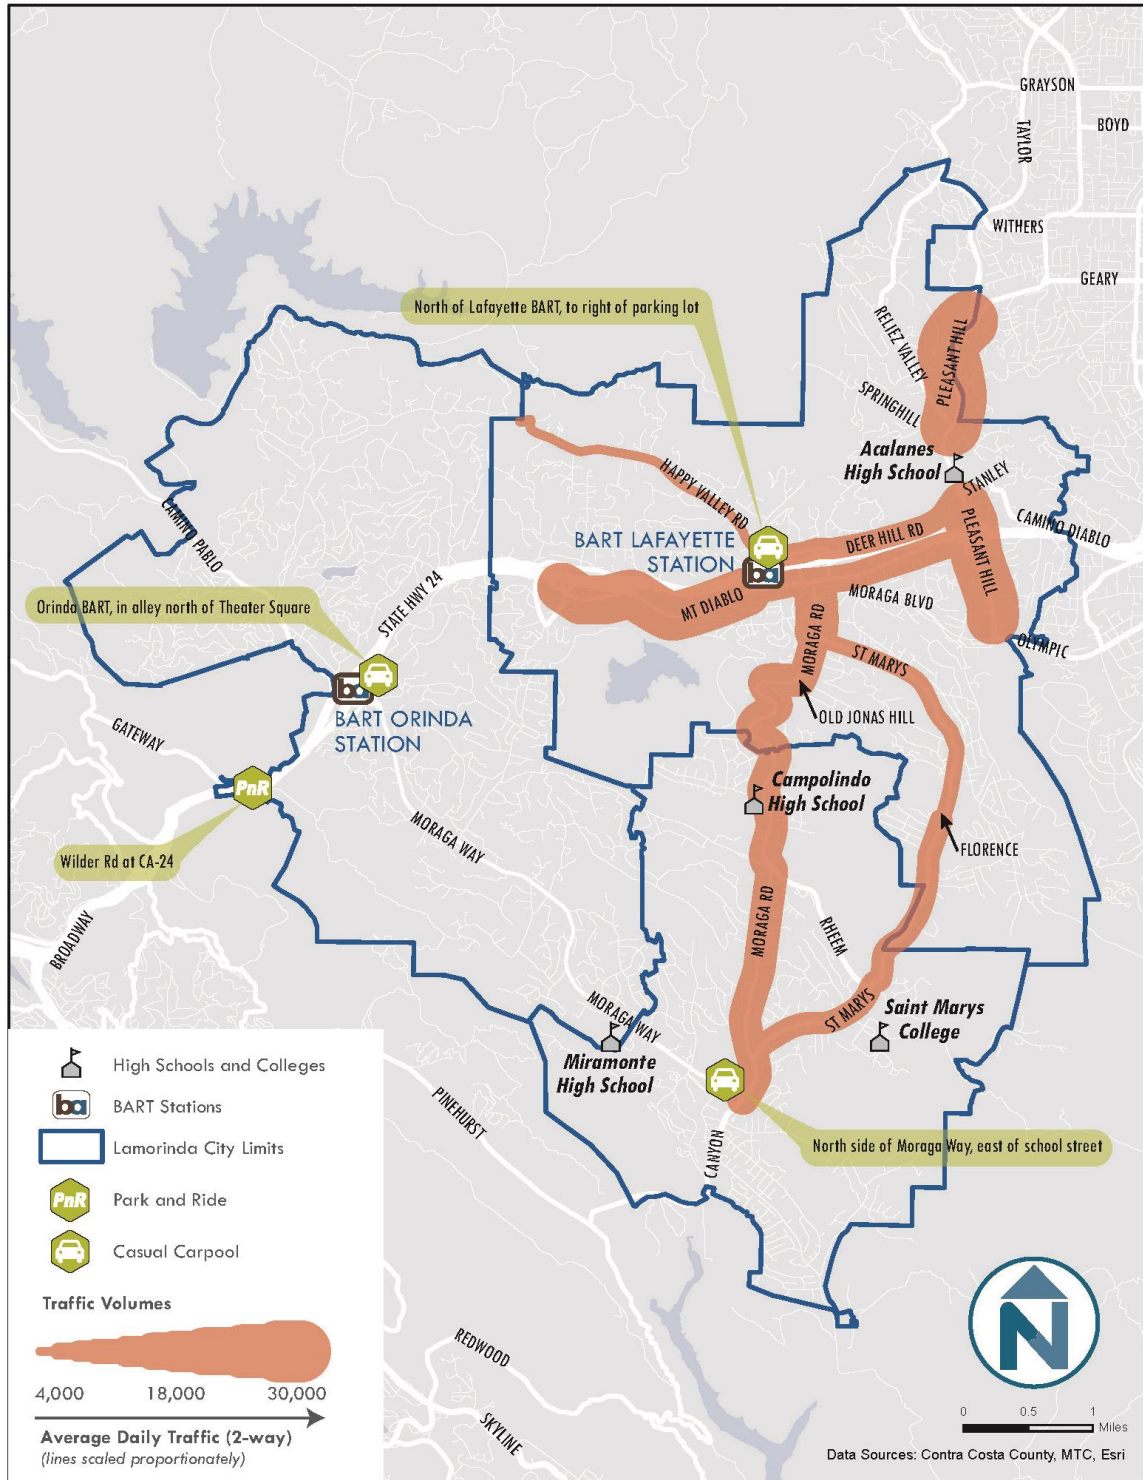 GRAYSON
TAYLOR
BOYD
WITHERS
GEARY
North of Lafayette BART, to right of parking lot
RELIEZ VALLEY
PLEASANT HILL
SPRINGHILL
Acalanes
High School
STANLEY
HAPPY VALLEY RD
CAMINO PABLO
CAMINO DIABLO
PLEASANT HILL
DEER HILL RD
BART LAFAYETTE
STATION
ba
STATE HWY 24
MT DIABLO
MORAGA BLVD
Orinda BART, in alley north of Theater Square
MORAGA RD
ST MARYS
OLYMPIC
ba
BART ORINDA
STATION
OLD JONAS HILL
GATEWAY
PnR
Campolindo
High School
MORAGA WAY
FLORENCE
Wilder Rd at CA-24
MORAGA RD
RHEEM
BROADWAY
ST MARYS
Saint Marys
College
MORAGA WAY
Miramonte
High School
PINEHURST
CANYON
North side of Moraga Way, east of school street
High Schools and Colleges
ba
BART Stations
Lamorinda City Limits
PnR
Park and Ride
Casual Carpool
Traffic Volumes
4,000 18,000 30,000
Average Daily Traffic (2-way)
(lines scaled proportionately)
REDWOOD
SKYLINE
N
0 0.5 1
Miles
Data Sources: Contra Costa County, MTC, Esri